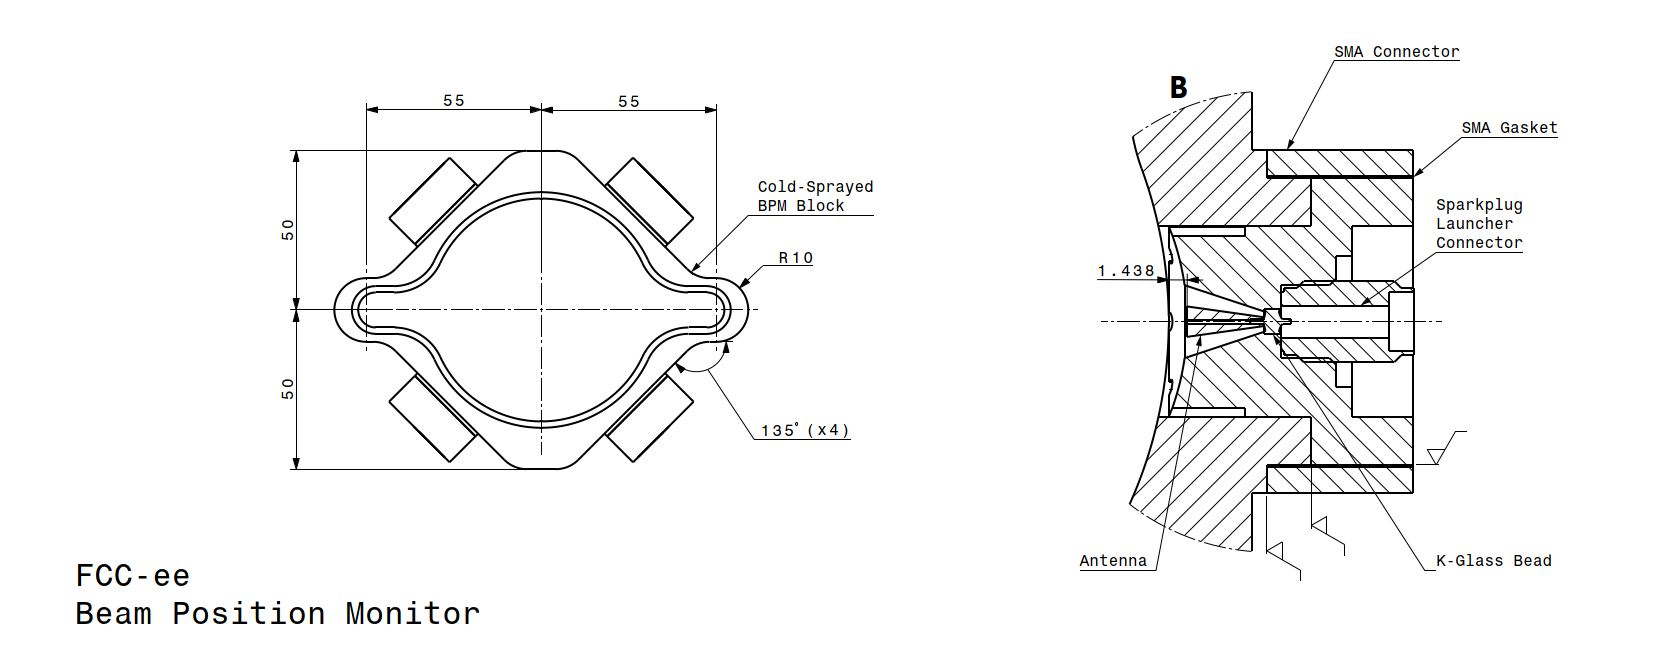 55
55
50
50
Cold-Sprayed
BPM Block
R10
135° (x4)
FCC-ee
Beam Position Monitor
B
SMA Connector
SMA Gasket
Sparkplug
Launcher
Connector
1.438
Antenna
K-Glass Bead